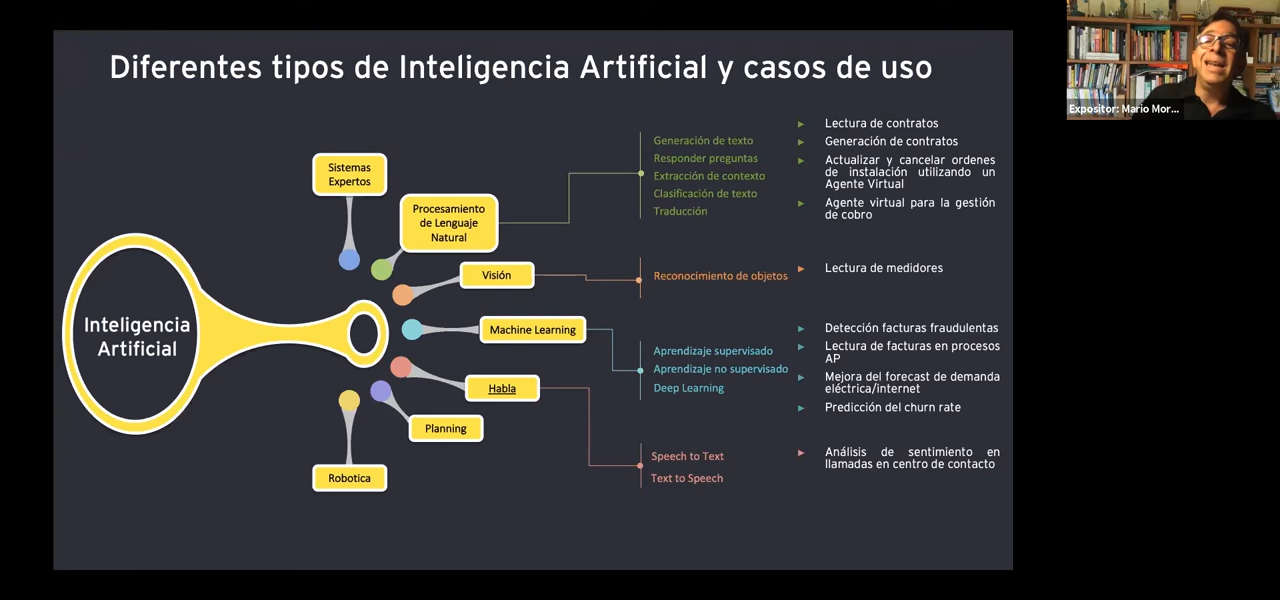 Diferentes tipos de Inteligencia Artificial y casos de uso
Expositor: Mario Mor...
Inteligencia
Artificial
Sistemas
Expertos
Procesamiento
de Lenguaje
Natural
Visión
Machine Learning
Habla
Planning
Robotica
Generación de texto
Responder preguntas
Extracción de contexto
Clasificación de texto
Traducción
Lectura de contratos
Generación de contratos
Actualizar y cancelar ordenes
de instalación utilizando un
Agente Virtual
Agente virtual para la gestión
de cobro
Reconocimiento de objetos
Lectura de medidores
Aprendizaje supervisado
Aprendizaje no supervisado
Deep Learning
Detección facturas fraudulentas
Lectura de facturas en procesos
AP
Mejora del forecast de demanda
eléctrica/internet
Predicción del churn rate
Speech to Text
Text to Speech
Análisis de sentimiento en
llamadas en centro de contacto